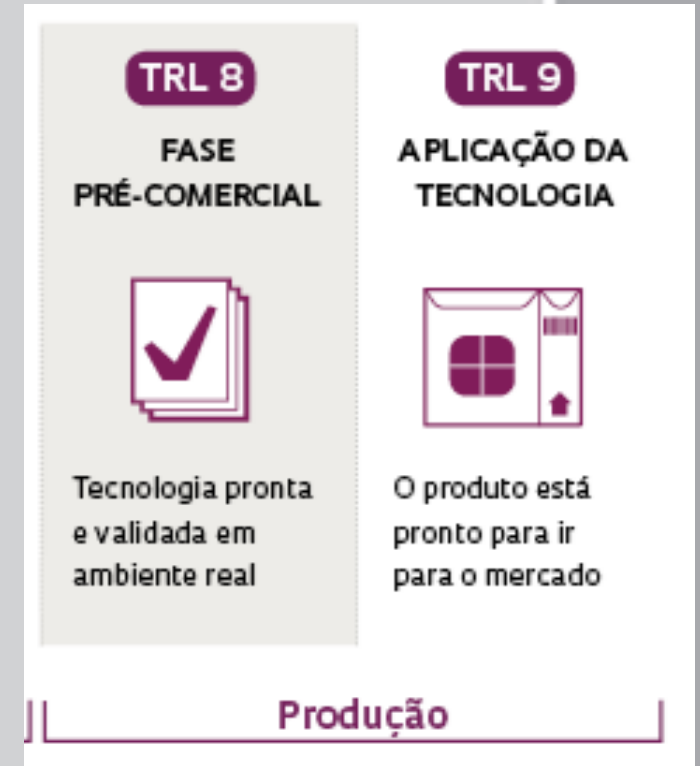 TRL 8
FASE
PRÉ-COMERCIAL
Tecnologia pronta
e validada em
ambiente real
TRL 9
APLICAÇÃO DA
TECNOLOGIA
O produto está
pronto para ir
para o mercado
Produção